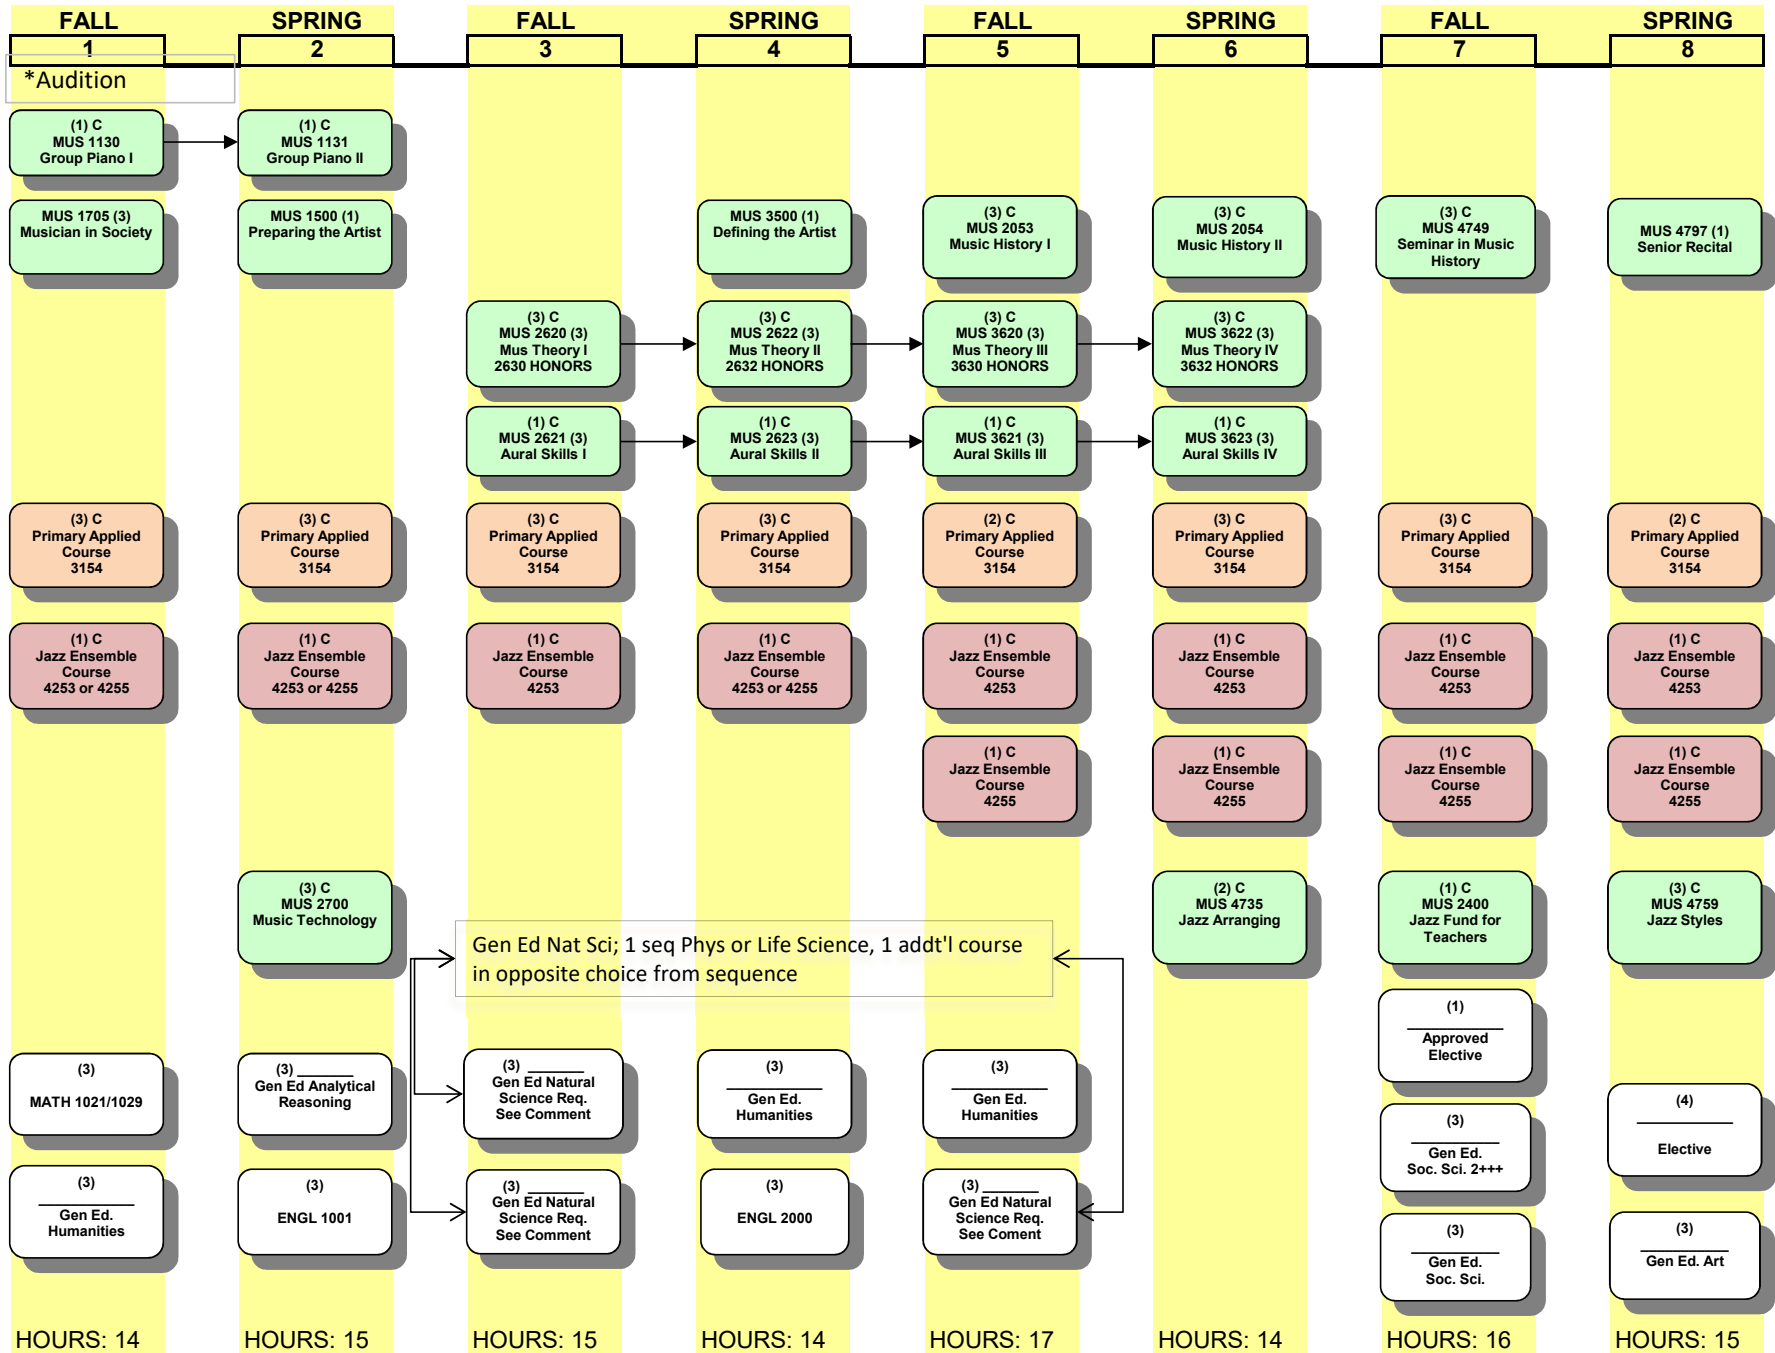 FALL
SPRING
FALL
SPRING
FALL
SPRING
FALL
SPRING
1
2
3
4
5
6
7
8
*Audition
(1) C
MUS 1130
Group Piano I
(1) C
MUS 1131
Group Piano II
MUS 1705 (3)
Musician in Society
MUS 1500 (1)
Preparing the Artist
MUS 3500 (1)
Defining the Artist
(3) C
MUS 2053
Music History I
(3) C
MUS 2054
Music History II
(3) C
MUS 4749
Seminar in Music
History
MUS 4797 (1)
Senior Recital
(3) C
MUS 2620 (3)
Mus Theory I
2630 HONORS
(3) C
MUS 2622 (3)
Mus Theory II
2632 HONORS
(3) C
MUS 3620 (3)
Mus Theory III
3630 HONORS
(3) C
MUS 3622 (3)
Mus Theory IV
3632 HONORS
(1) C
MUS 2621 (3)
Aural Skills I
(1) C
MUS 2623 (3)
Aural Skills II
(1) C
MUS 3621 (3)
Aural Skills III
(1) C
MUS 3623 (3)
Aural Skills IV
(3) C
Primary Applied
Course
3154
(3) C
Primary Applied
Course
3154
(3) C
Primary Applied
Course
3154
(3) C
Primary Applied
Course
3154
(2) C
Primary Applied
Course
3154
(3) C
Primary Applied
Course
3154
(3) C
Primary Applied
Course
3154
(2) C
Primary Applied
Course
3154
(1) C
Jazz Ensemble
Course
4253 or 4255
(1) C
Jazz Ensemble
Course
4253 or 4255
(1) C
Jazz Ensemble
Course
4253
(1) C
Jazz Ensemble
Course
4253 or 4255
(1) C
Jazz Ensemble
Course
4253
(1) C
Jazz Ensemble
Course
4253
(1) C
Jazz Ensemble
Course
4253
(1) C
Jazz Ensemble
Course
4253
(1) C
Jazz Ensemble
Course
4255
(1) C
Jazz Ensemble
Course
4255
(1) C
Jazz Ensemble
Course
4255
(1) C
Jazz Ensemble
Course
4255
(3) C
MUS 2700
Music Technology
(2) C
MUS 4735
Jazz Arranging
(1) C
MUS 2400
Jazz Fund for
Teachers
(3) C
MUS 4759
Jazz Styles
Gen Ed Nat Sci; 1 seq Phys or Life Science, 1 addt'l course
in opposite choice from sequence
(1)
____________
Approved
Elective
(3)
MATH 1021/1029
(3) _______
Gen Ed Analytical
Reasoning
(3) _______
Gen Ed Natural
Science Req.
See Comment
(3)
____________
Gen Ed.
Humanities
(3)
____________
Gen Ed.
Humanities
(3)
___________
Gen Ed.
Soc. Sci. 2+++
(4)
____________
Elective
(3)
____________
Gen Ed.
Humanities
(3)
ENGL 1001
(3) _______
Gen Ed Natural
Science Req.
See Comment
(3)
ENGL 2000
(3) _______
Gen Ed Natural
Science Req.
See Coment
(3)
___________
Gen Ed.
Soc. Sci.
(3)
___________
Gen Ed. Art
HOURS: 14
HOURS: 15
HOURS: 15
HOURS: 14
HOURS: 17
HOURS: 14
HOURS: 16
HOURS: 15